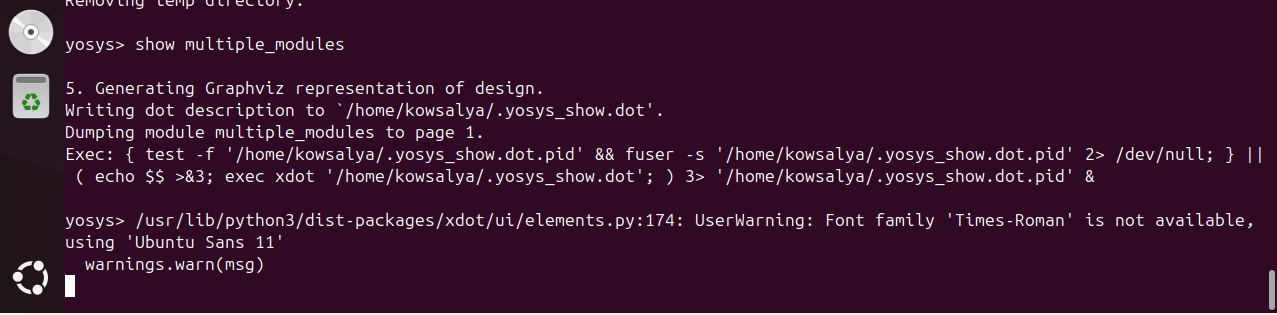 Removing temp directory.
yosys> show multiple_modules
5. Generating Graphviz representation of design.
Writing dot description to `/home/kowsalya/.yosys_show.dot'.
Dumping module multiple_modules to page 1.
Exec: { test -f '/home/kowsalya/.yosys_show.dot.pid' && fuser -s '/home/kowsalya/.yosys_show.dot.pid' 2> /dev/null; } ||
( echo $$ >&3; exec xdot '/home/kowsalya/.yosys_show.dot'; ) 3> '/home/kowsalya/.yosys_show.dot.pid' &
yosys> /usr/lib/python3/dist-packages/xdot/ui/elements.py:174: UserWarning: Font family 'Times-Roman' is not available,
using 'Ubuntu Sans 11'
warnings.warn(msg)